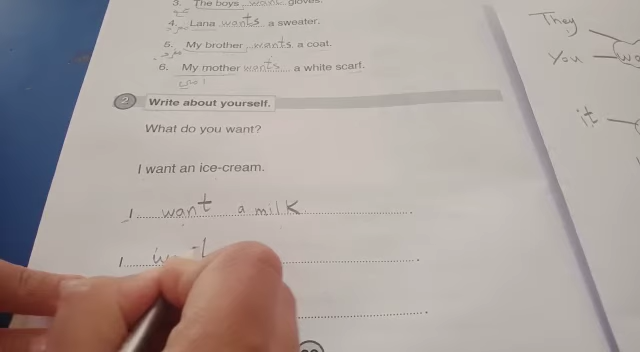 3. The boys want gloves.
4. Lana wants a sweater.
5. My brother wants a coat.
6. My mother wants a white scarf.
2 Write about yourself.
What do you want?
I want an ice-cream.
I want a milk
I
They
You
it